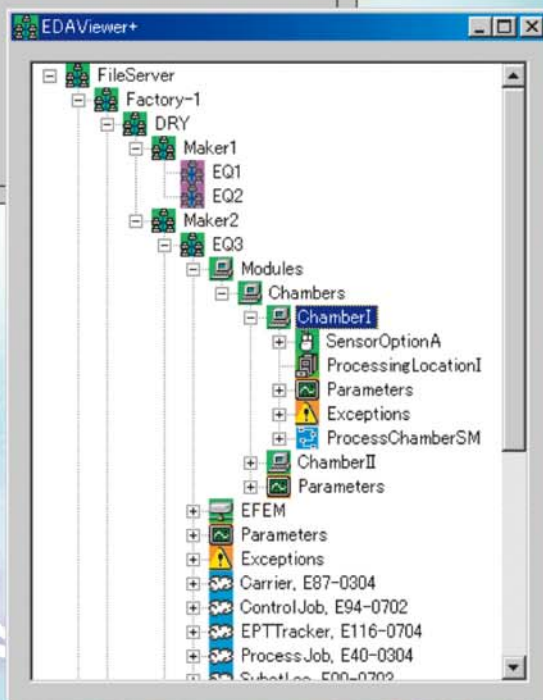 EDAViewer+
FileServer
Factory-1
DRY
Maker1
EQ1
EQ2
Maker2
EQ3
Modules
Chambers
ChamberI
SensorOptionA
ProcessingLocationI
Parameters
Exceptions
ProcessChamberSM
ChamberⅡ
Parameters
EFEM
Parameters
Exceptions
Carrier, E87-0304
ControlJob, E94-0702
EPTTracker, E116-0704
ProcessJob, E40-0304